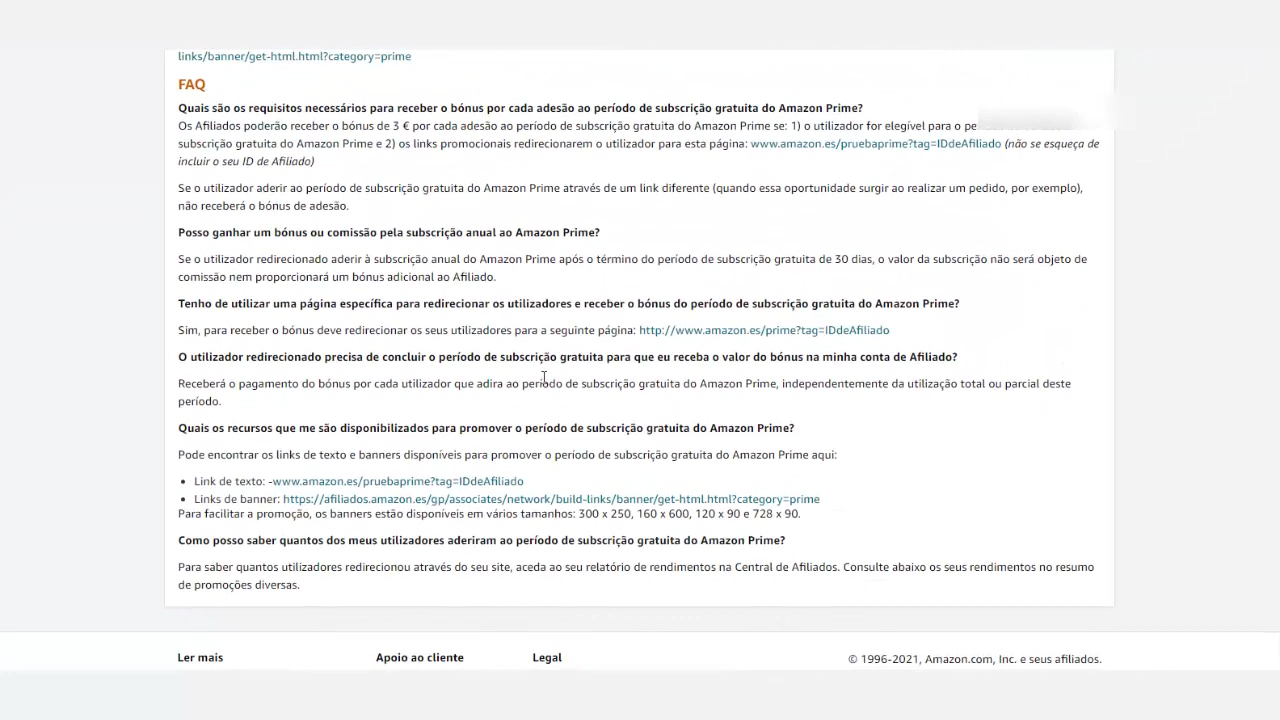 links/banner/get-html.html?category=prime
FAQ
Quais são os requisitos necessários para receber o bónus por cada adesão ao período de subscrição gratuita do Amazon Prime?
Os Afiliados poderão receber o bónus de 3 € por cada adesão ao período de subscrição gratuita do Amazon Prime se: 1) o utilizador for elegível para o
subscrição gratuita do Amazon Prime e 2) os links promocionais redirecionarem o utilizador para esta página: www.amazon.es/pruebaprime?tag=IDdeAfiliado (não se esqueça de
incluir o seu ID de Afiliado)
Se o utilizador aderir ao período de subscrição gratuita do Amazon Prime através de um link diferente (quando essa oportunidade surgir ao realizar um pedido, por exemplo),
não receberá o bónus de adesão.
Posso ganhar um bónus ou comissão pela subscrição anual ao Amazon Prime?
Se o utilizador redirecionado aderir à subscrição anual do Amazon Prime após o término do período de subscrição gratuita de 30 dias, o valor da subscrição não será objeto de
comissão nem proporcionará um bónus adicional ao Afiliado.
Tenho de utilizar uma página específica para redirecionar os utilizadores e receber o bónus do período de subscrição gratuita do Amazon Prime?
Sim, para receber o bónus deve redirecionar os seus utilizadores para a seguinte página: http://www.amazon.es/prime?tag=IDdeAfiliado
O utilizador redirecionado precisa de concluir o período de subscrição gratuita para que eu receba o valor do bónus na minha conta de Afiliado?
Receberá o pagamento do bónus por cada utilizador que adira ao período de subscrição gratuita do Amazon Prime, independentemente da utilização total ou parcial deste
período.
Quais os recursos que me são disponibilizados para promover o período de subscrição gratuita do Amazon Prime?
Pode encontrar os links de texto e banners disponíveis para promover o período de subscrição gratuita do Amazon Prime aqui:
• Link de texto: -www.amazon.es/pruebaprime?tag=IDdeAfiliado
• Links de banner: https://afiliados.amazon.es/gp/associates/network/build-links/banner/get-html.html?category=prime
Para facilitar a promoção, os banners estão disponíveis em vários tamanhos: 300 x 250, 160 x 600, 120 x 90 e 728 x 90.
Como posso saber quantos dos meus utilizadores aderiram ao período de subscrição gratuita do Amazon Prime?
Para saber quantos utilizadores redirecionou através do seu site, aceda ao seu relatório de rendimentos na Central de Afiliados. Consulte abaixo os seus rendimentos no resumo
de promoções diversas.
Ler mais
Apoio ao cliente
Legal
© 1996-2021, Amazon.com, Inc. e seus afiliados.